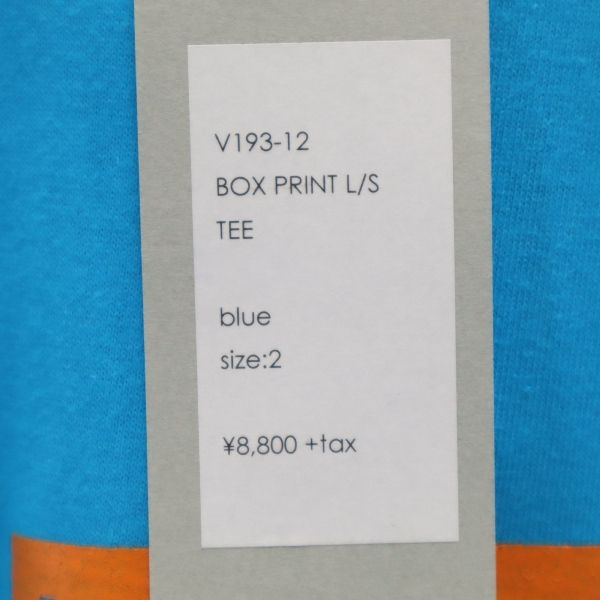 V193-12
BOX PRINT L/S
TEE
blue
size:2
¥8,800 +tax